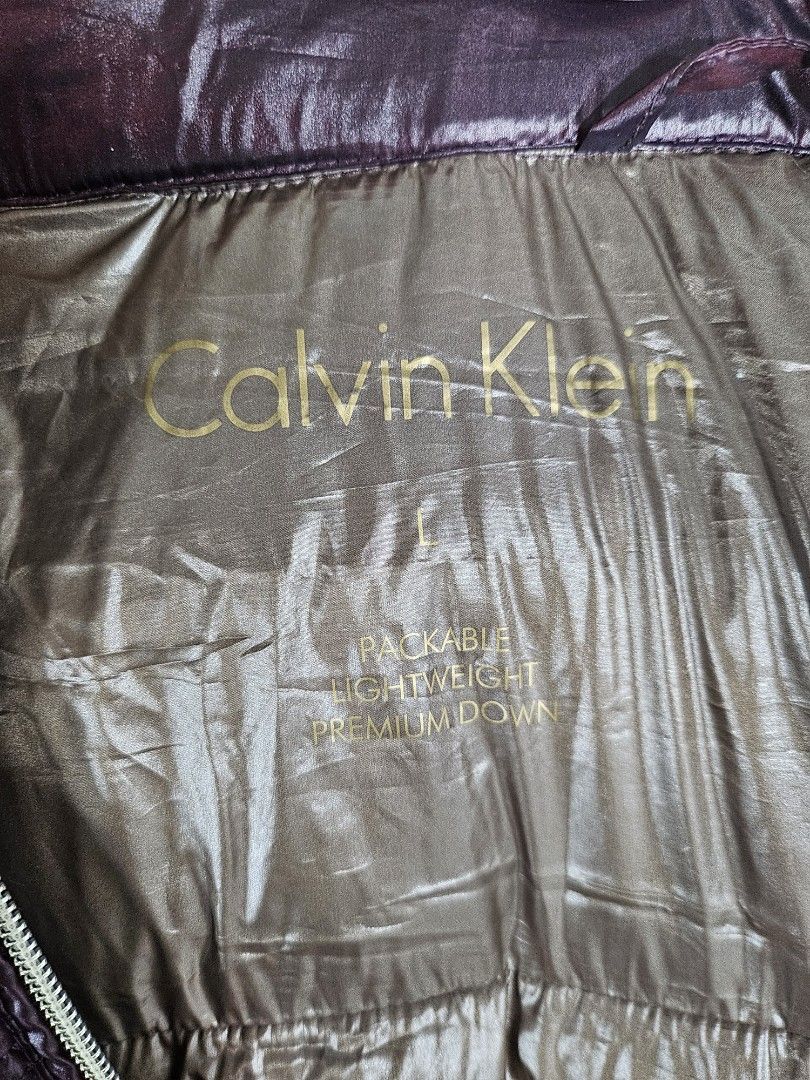 Calvin Klein
L
PACKABLE
LIGHTWEIGHT
PREMIUM DOWN